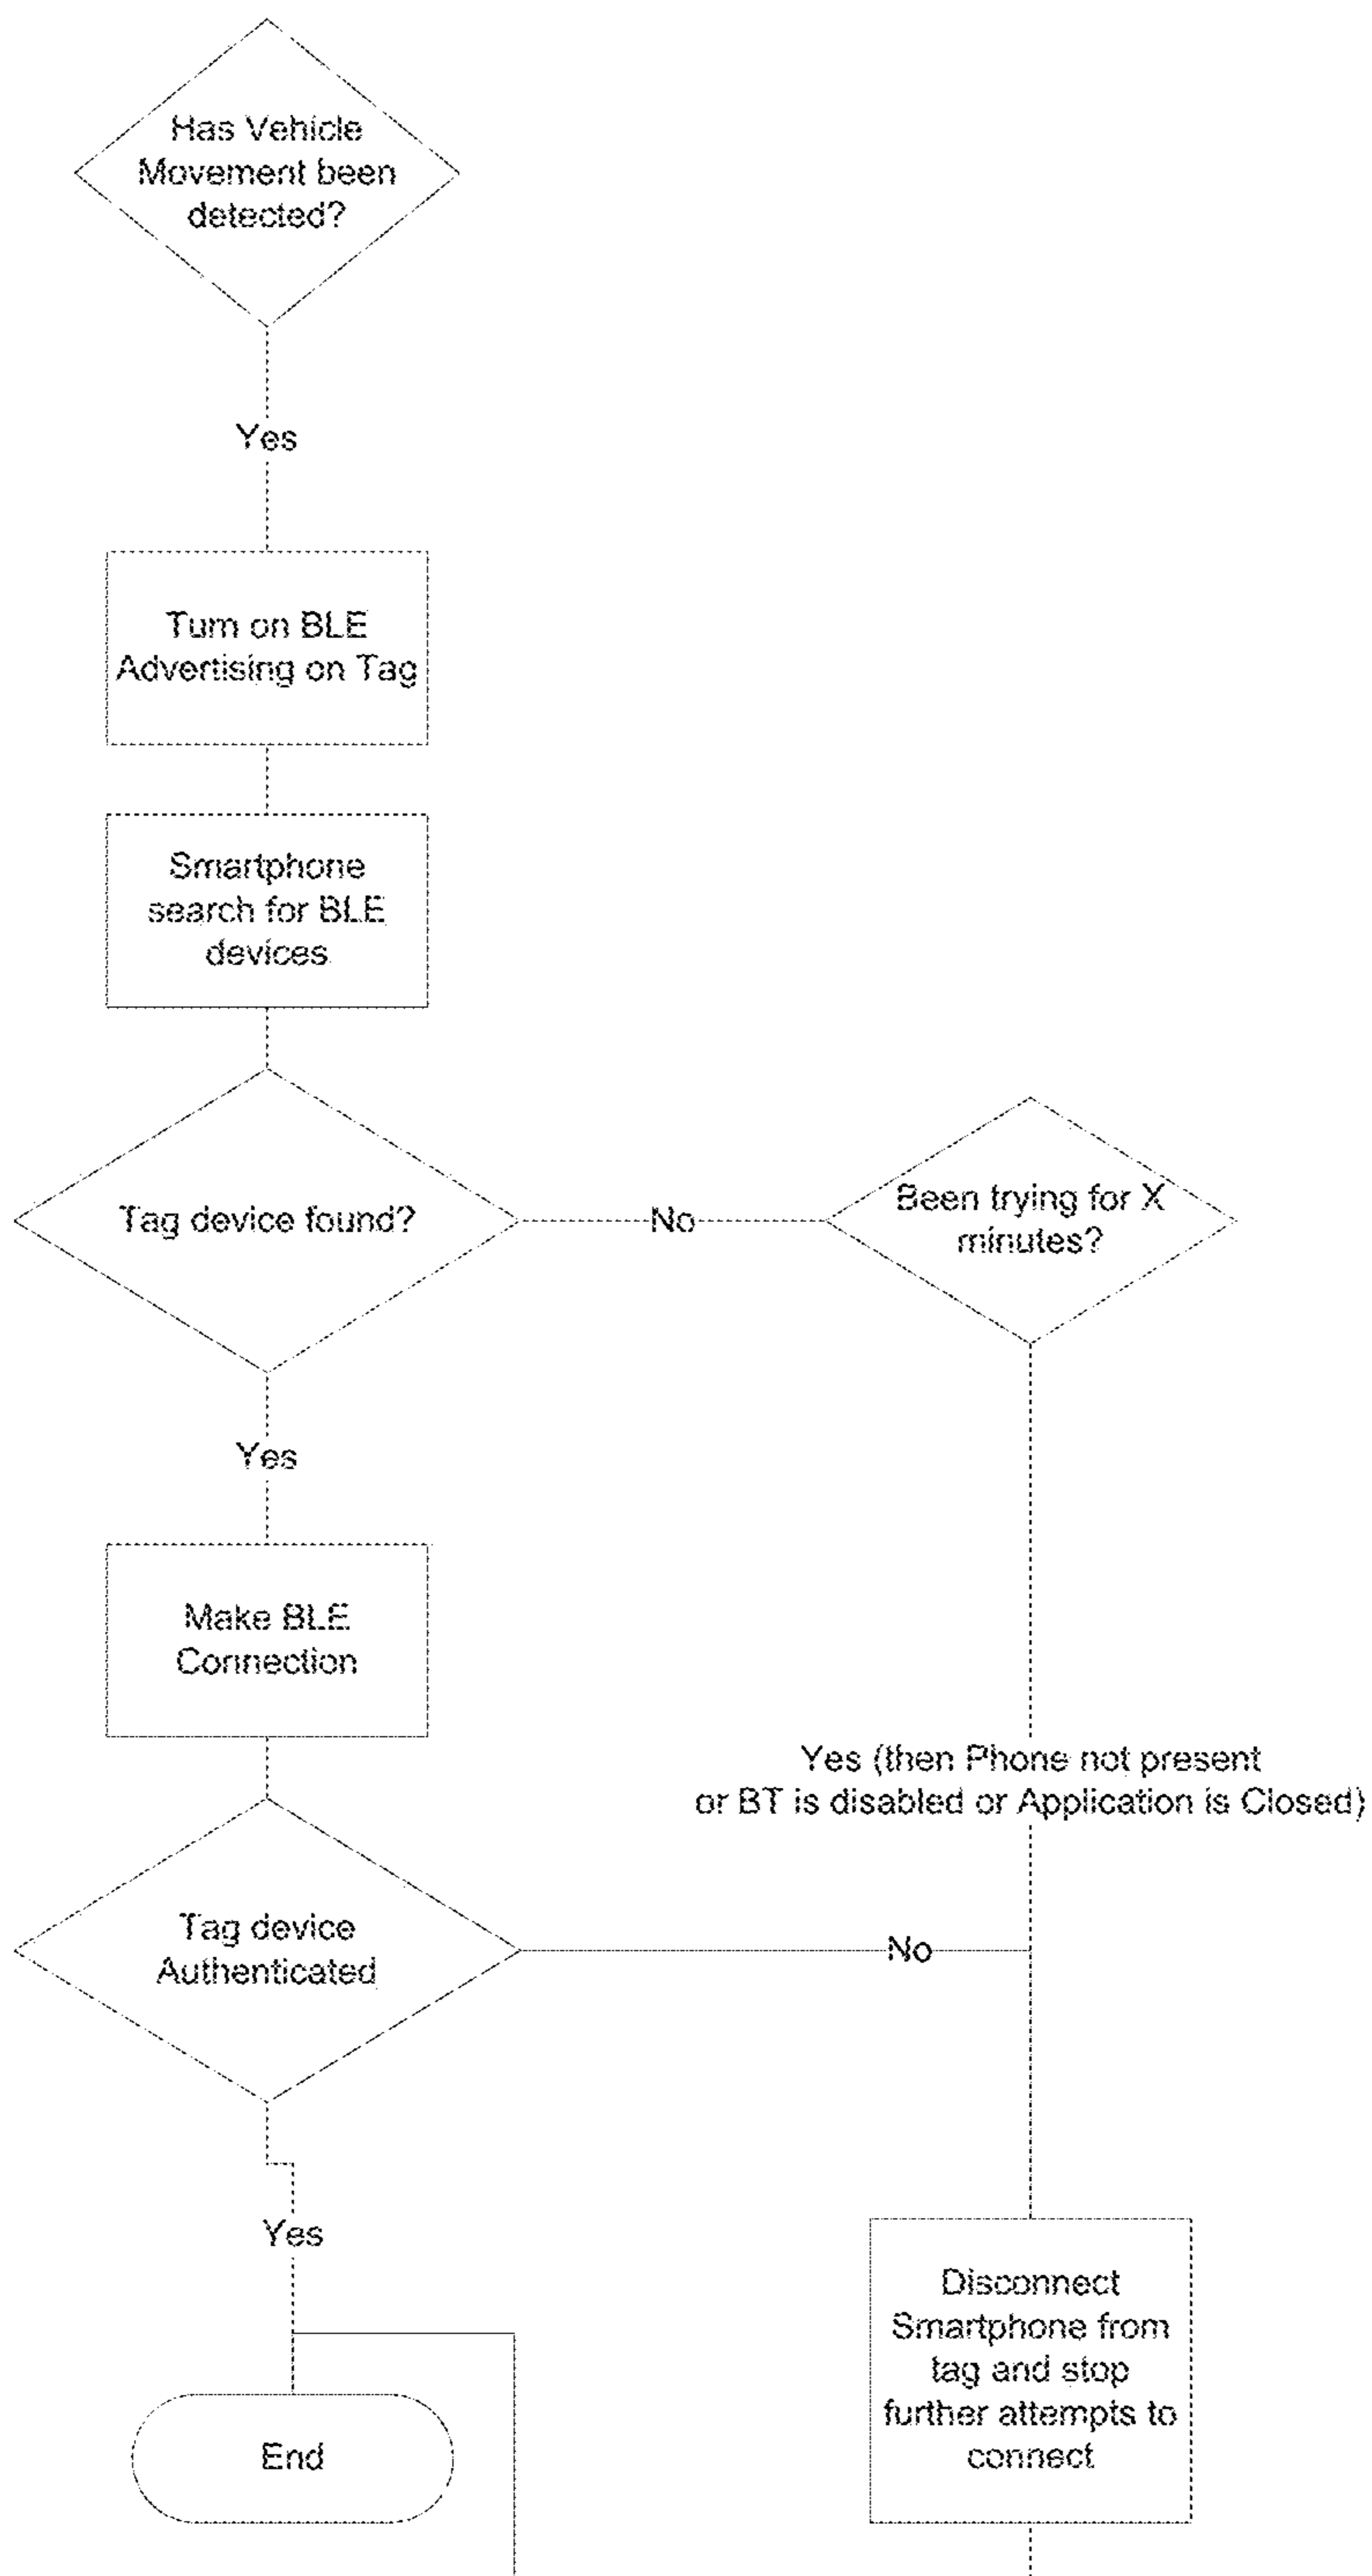 Has Vehicle
Movement been
detected?
Yes
Turn on BLE
Advertising on Tag
Smartphone
search for BLE
devices
Tag device found?
No
Been trying for X
minutes?
Yes
Make BLE
Connection
Yes (then Phone not present
or BT is disabled or Application is Closed)
Tag device
Authenticated
No
Yes
Disconnect
Smartphone from
tag and stop
further attempts to
connect
End